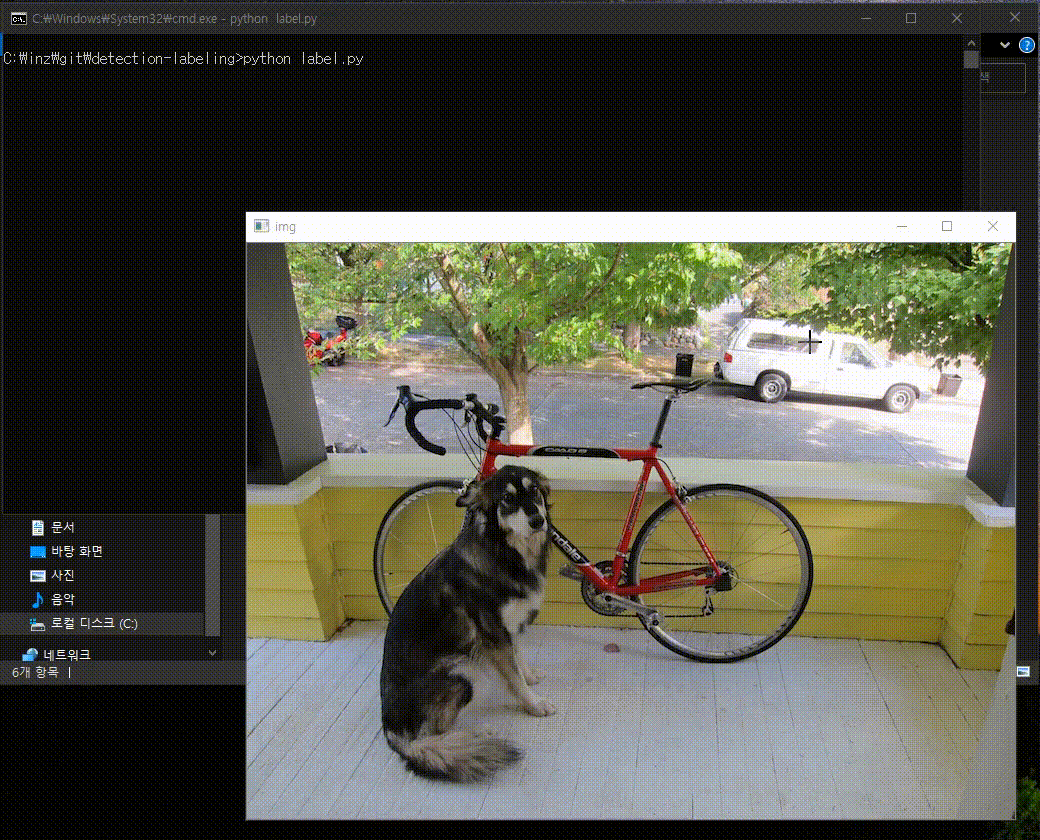 C:₩Windows₩System32₩cmd.exe - python  label.py
C:₩inz₩git₩detection-labeling>python label.py
img
문서
바탕 화면
사진
음악
로컬 디스크 (C:)
네트워크
6개 항목